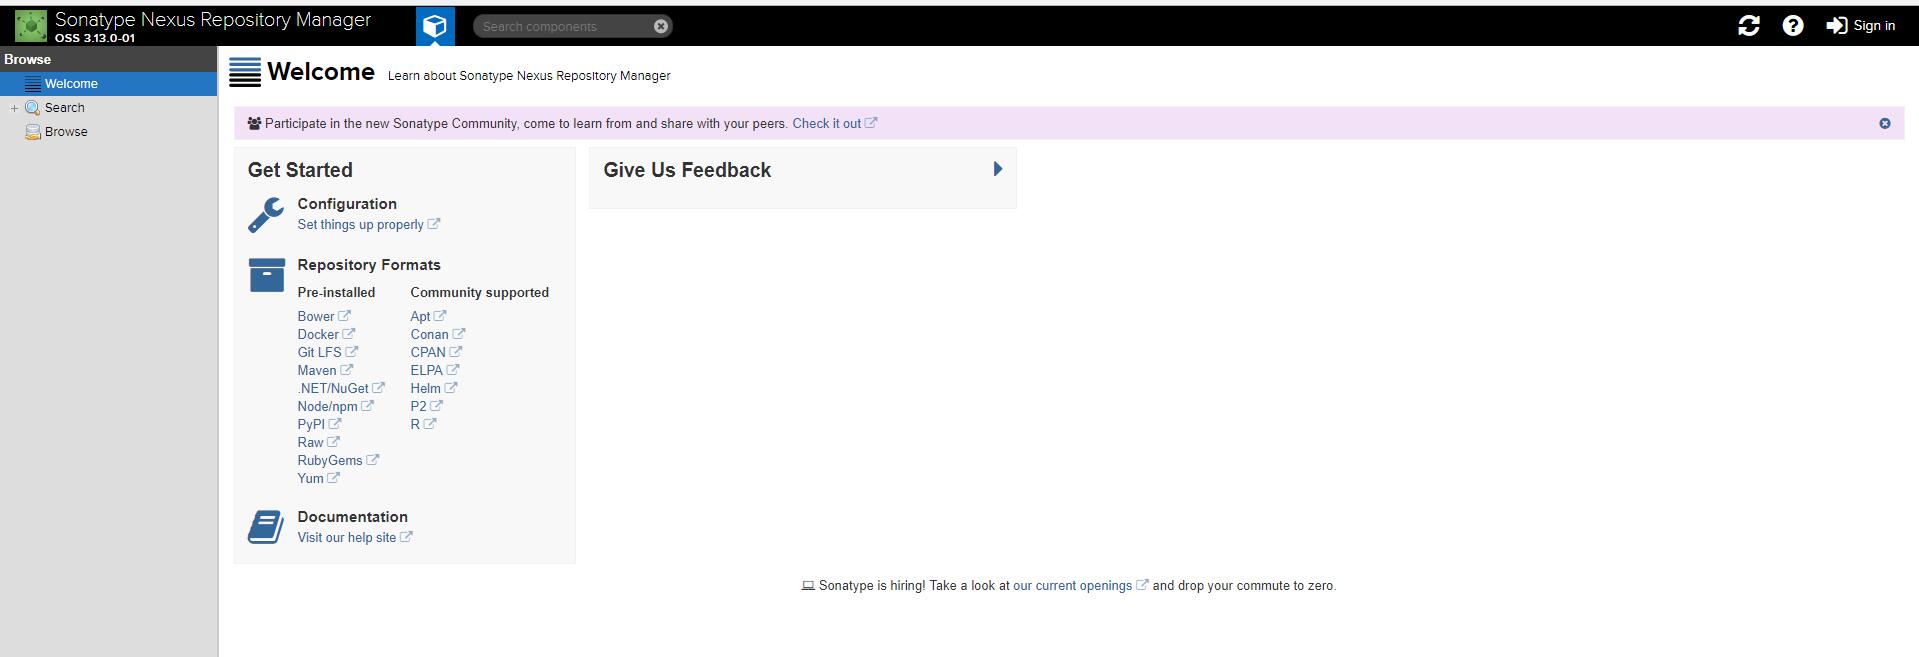 Sonatype Nexus Repository Manager
OSS 3.13.0-01
Search components
Sign in
Browse
Welcome
Search
Browse
Welcome Learn about Sonatype Nexus Repository Manager
Participate in the new Sonatype Community, come to learn from and share with your peers. Check it out
Get Started
Configuration
Set things up properly
Repository Formats
Pre-installed
Bower
Docker
Git LFS
Maven
.NET/NuGet
Node/npm
PyPI
Raw
RubyGems
Yum
Community supported
Apt
Conan
CPAN
ELPA
Helm
P2
R
Documentation
Visit our help site
Give Us Feedback
Sonatype is hiring! Take a look at our current openings and drop your commute to zero.